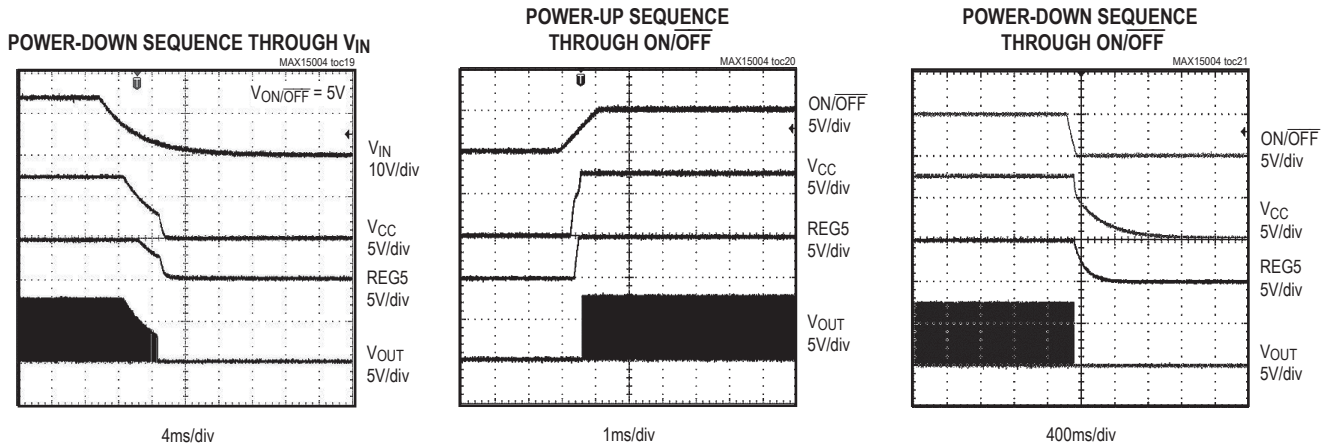 POWER-DOWN SEQUENCE THROUGH VIN
MAX15004 toc19
VON/OFF = 5V
VIN
10V/div
VCC
5V/div
REG5
5V/div
VOUT
5V/div
4ms/div
POWER-UP SEQUENCE
THROUGH ON/OFF
MAX15004 toc20
ON/OFF
5V/div
VCC
5V/div
REG5
5V/div
VOUT
5V/div
1ms/div
POWER-DOWN SEQUENCE
THROUGH ON/OFF
MAX15004 toc21
ON/OFF
5V/div
VCC
5V/div
REG5
5V/div
VOUT
5V/div
400ms/div